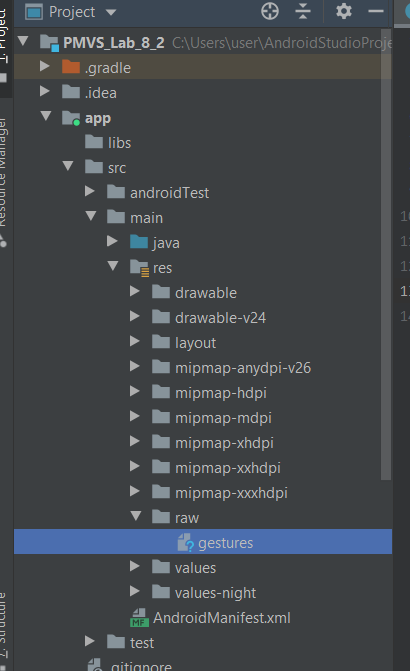 1: Project
Project
PMVS_Lab_8_2 C:\Users\user\AndroidStudioProje
.gradle
.idea
app
libs
src
androidTest
main
java
res
drawable
drawable-v24
layout
mipmap-anydpi-v26
mipmap-hdpi
mipmap-mdpi
mipmap-xhdpi
mipmap-xxhdpi
mipmap-xxxhdpi
raw
gestures
values
values-night
MF AndroidManifest.xml
test
.gitignore
Resource Manager
7: Structure